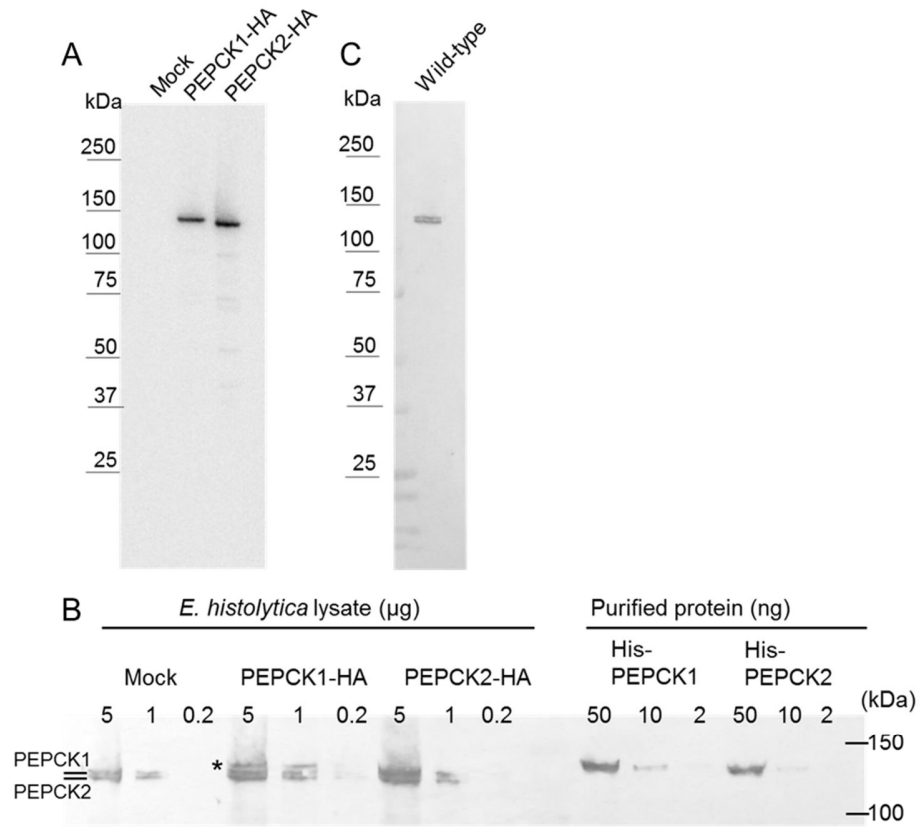 A
Mock
PEPCK1-HA
PEPCK2-HA
kDa
250
150
100
75
50
37
25
C
Wild-type
kDa
250
150
100
75
50
37
25
B
E. histolytica lysate (µg)
Purified protein (ng)
Mock
PEPCK1-HA
PEPCK2-HA
His-
PEPCK1
His-
PEPCK2
(kDa)
5 1 0.2 5 1 0.2 5 1 0.2 50 10 2 50 10 2
150
PEPCK1
*
PEPCK2
100